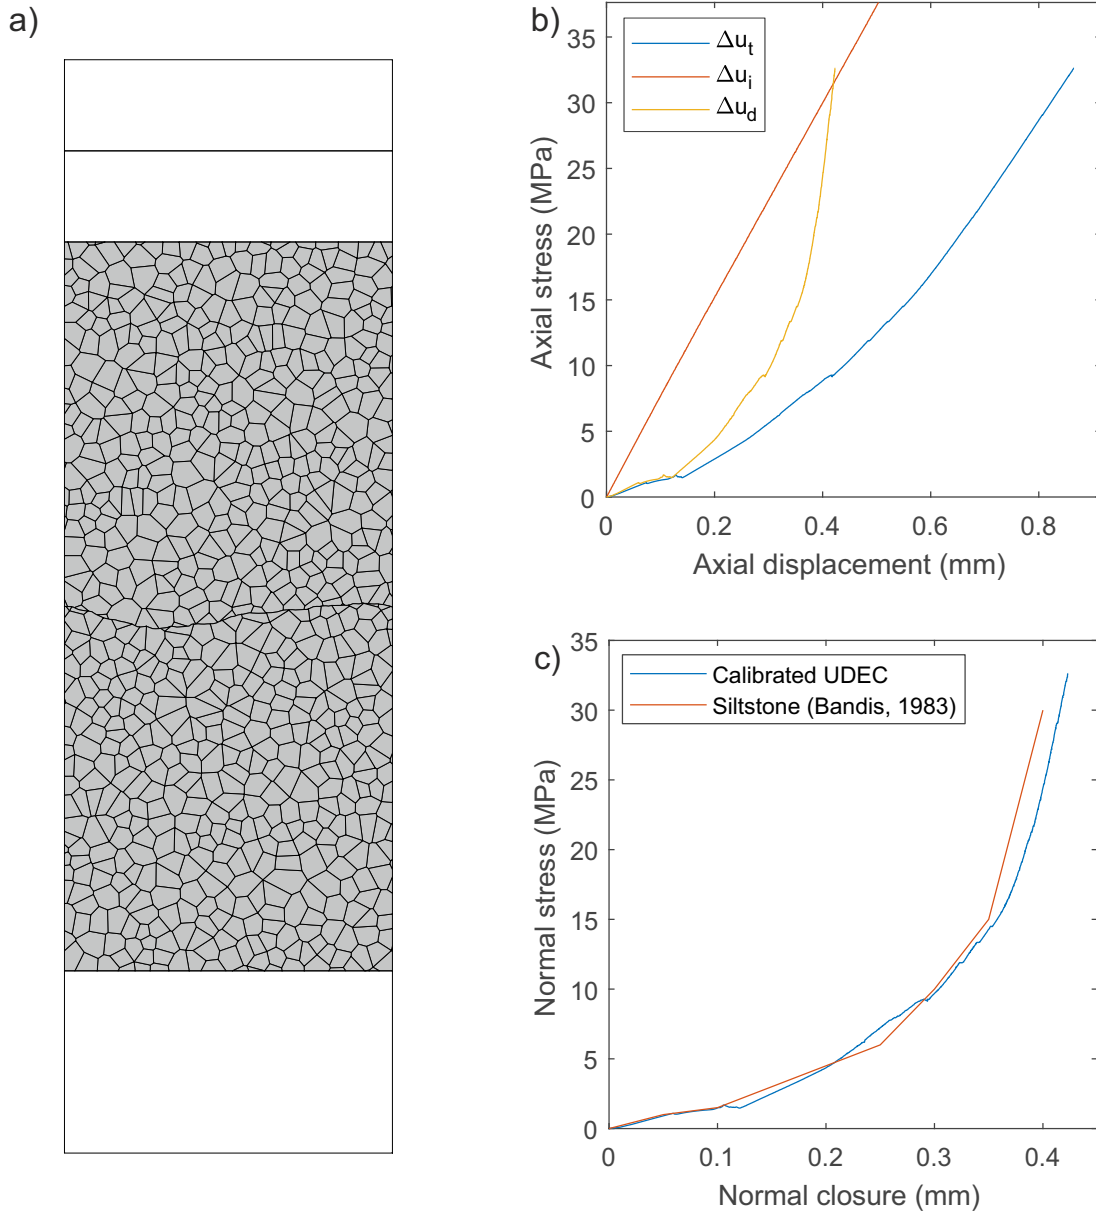 a)
b)
Δu_t
Δu_i
Δu_d
Axial stress (MPa)
35
30
25
20
15
10
5
0
0 0.2 0.4 0.6 0.8
Axial displacement (mm)
c)
Calibrated UDEC
Siltstone (Bandis, 1983)
Normal stress (MPa)
35
30
25
20
15
10
5
0
0 0.1 0.2 0.3 0.4
Normal closure (mm)